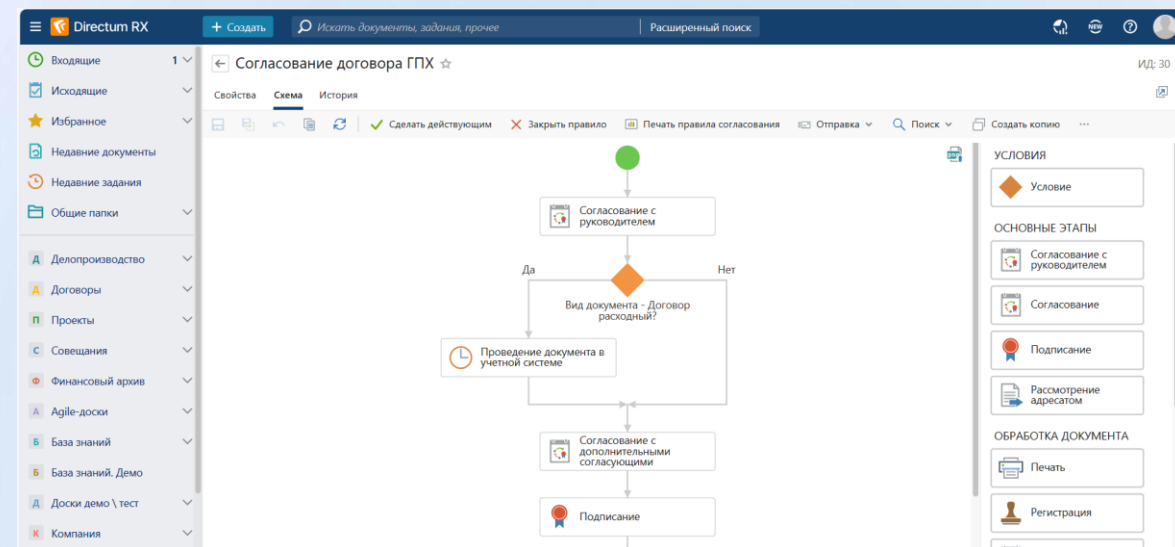 Directum RX
+ Создать
Искать документы, задания, прочее
Расширенный поиск
NEW
Входящие 1
Исходящие
Избранное
Недавние документы
Недавние задания
Общие папки
Д Делопроизводство
Д Договоры
П Проекты
С Совещания
Ф Финансовый архив
А Agile-доски
Б База знаний
Б База знаний. Демо
Д Доски демо \ тест
К Компания
Согласование договора ГПХ
ИД: 30
Свойства Схема История
Сделать действующим Закрыть правило Печать правила согласования Отправка Поиск Создать копию ...
Согласование с
руководителем
Да
Нет
Вид документа - Договор
расходный?
Проведение документа в
учетной системе
Согласование с
дополнительными
согласующими
Подписание
УСЛОВИЯ
Условие
ОСНОВНЫЕ ЭТАПЫ
Согласование с
руководителем
Согласование
Подписание
Рассмотрение
адресатом
ОБРАБОТКА ДОКУМЕНТА
Печать
Регистрация